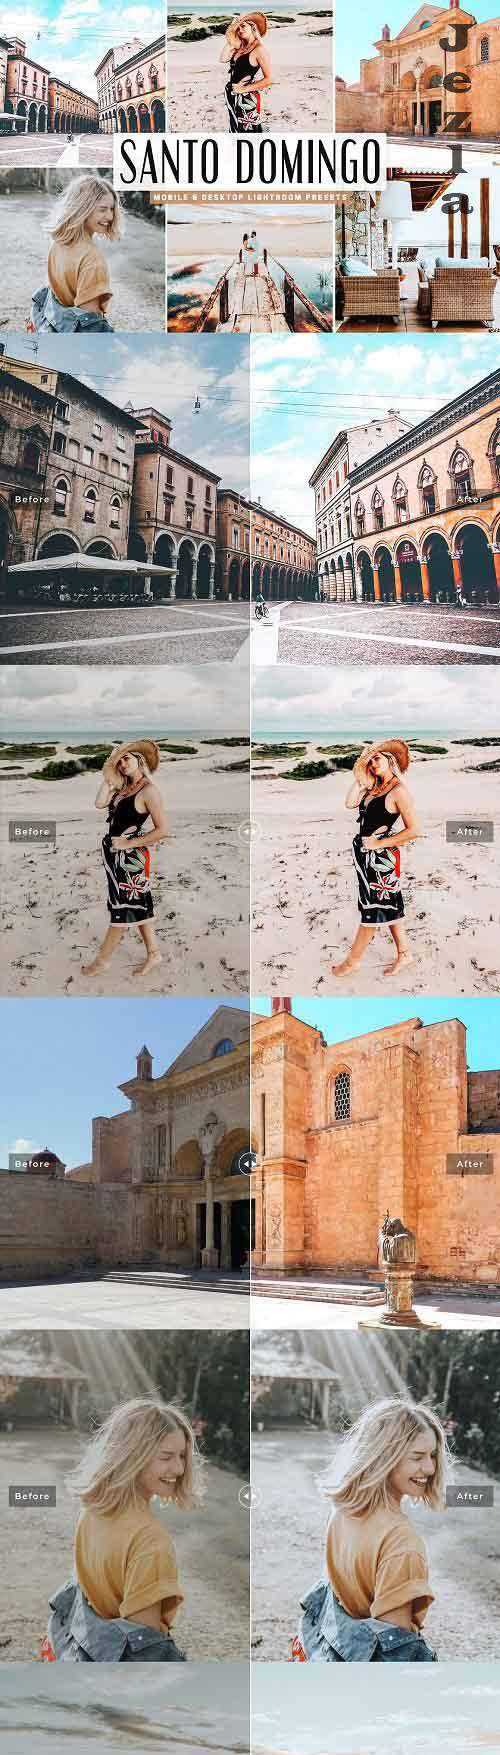 Jezla
SANTO DOMINGO
MOBILE & DESKTOP LIGHTROOM PRESETS
Before
After
Before
After
Before
After
Before
After